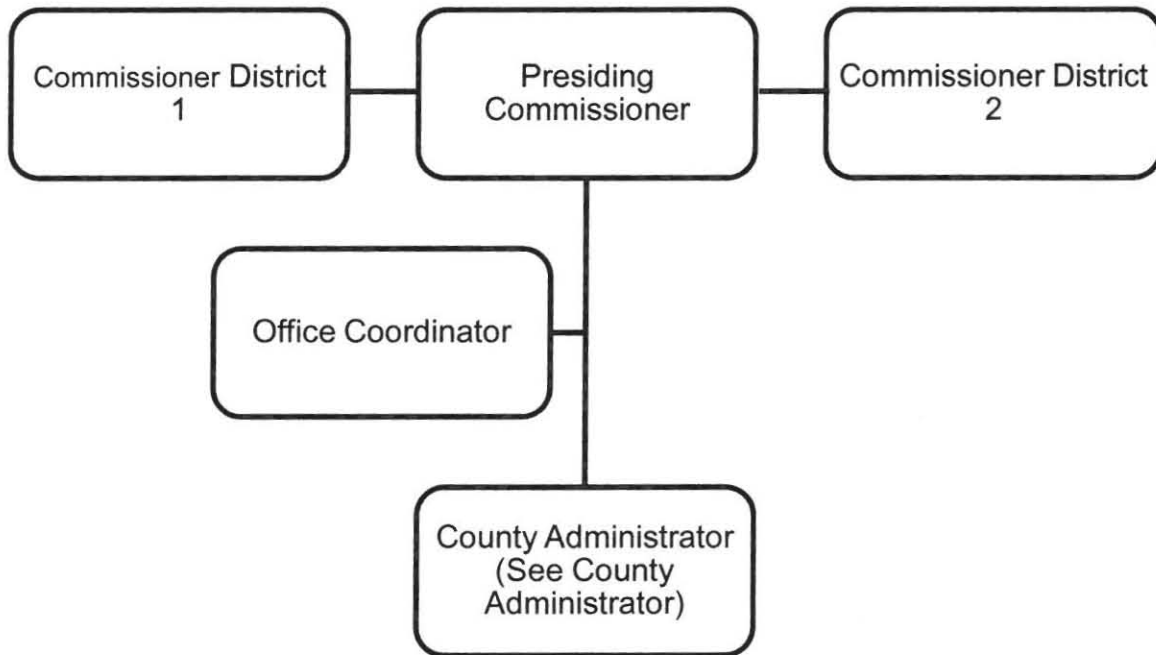 Commissioner District
1
Presiding
Commissioner
Commissioner District
2
Office Coordinator
County Administrator
(See County
Administrator)